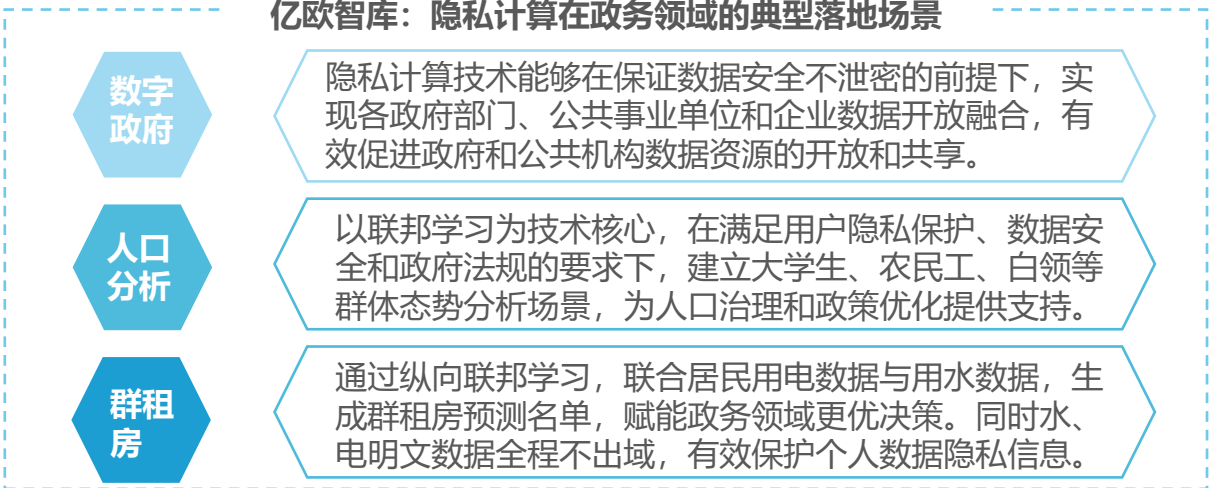 亿欧智库：隐私计算在政务领域的典型落地场景
数字
政府
隐私计算技术能够在保证数据安全不泄密的前提下，实
现各政府部门、公共事业单位和企业数据开放融合，有
效促进政府和公共机构数据资源的开放和共享。
人口
分析
以联邦学习为技术核心，在满足用户隐私保护、数据安
全和政府法规的要求下，建立大学生、农民工、白领等
群体态势分析场景，为人口治理和政策优化提供支持。
群租
房
通过纵向联邦学习，联合居民用电数据与用水数据，生
成群租房预测名单，赋能政务领域更优决策。同时水、
电明文数据全程不出域，有效保护个人数据隐私信息。